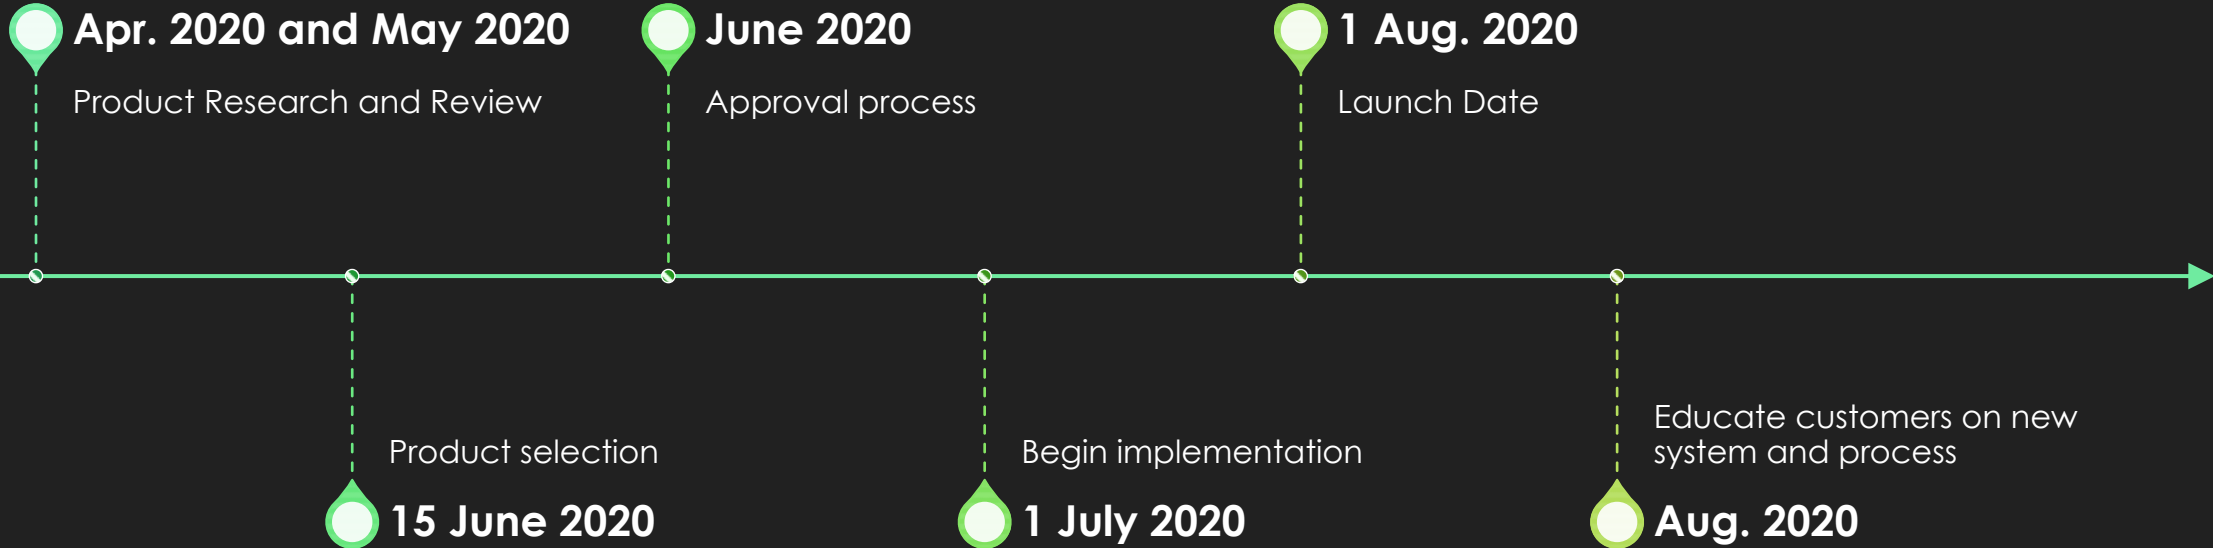 Apr. 2020 and May 2020
Product Research and Review
Product selection
15 June 2020
June 2020
Approval process
Begin implementation
1 July 2020
1 Aug. 2020
Launch Date
Educate customers on new
system and process
Aug. 2020